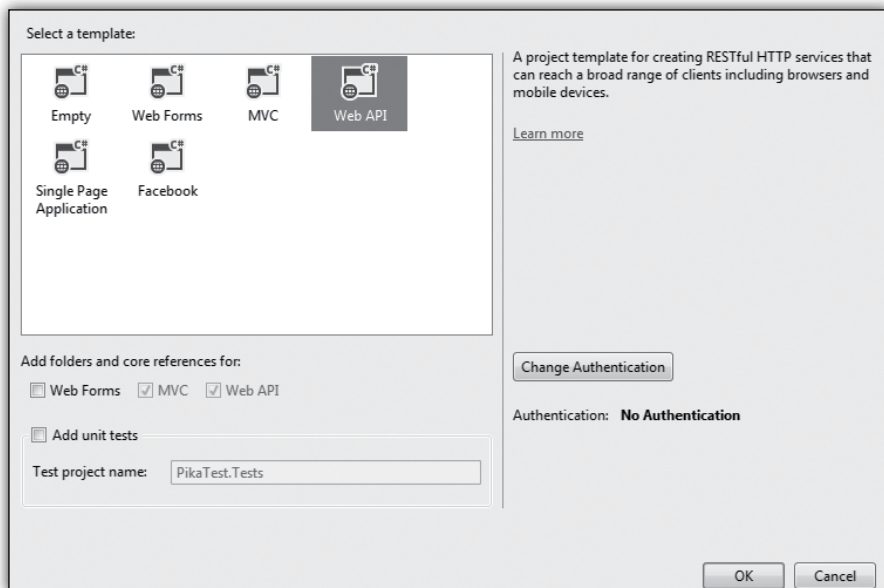 Select a template:
C#
Empty
C#
Web Forms
C#
MVC
C#
Web API
C#
Single Page
Application
C#
Facebook
A project template for creating RESTful HTTP services that
can reach a broad range of clients including browsers and
mobile devices.
Learn more
Add folders and core references for:
Web Forms MVC Web API
Add unit tests
Test project name: PikaTest.Tests
Change Authentication
Authentication: No Authentication
OK Cancel